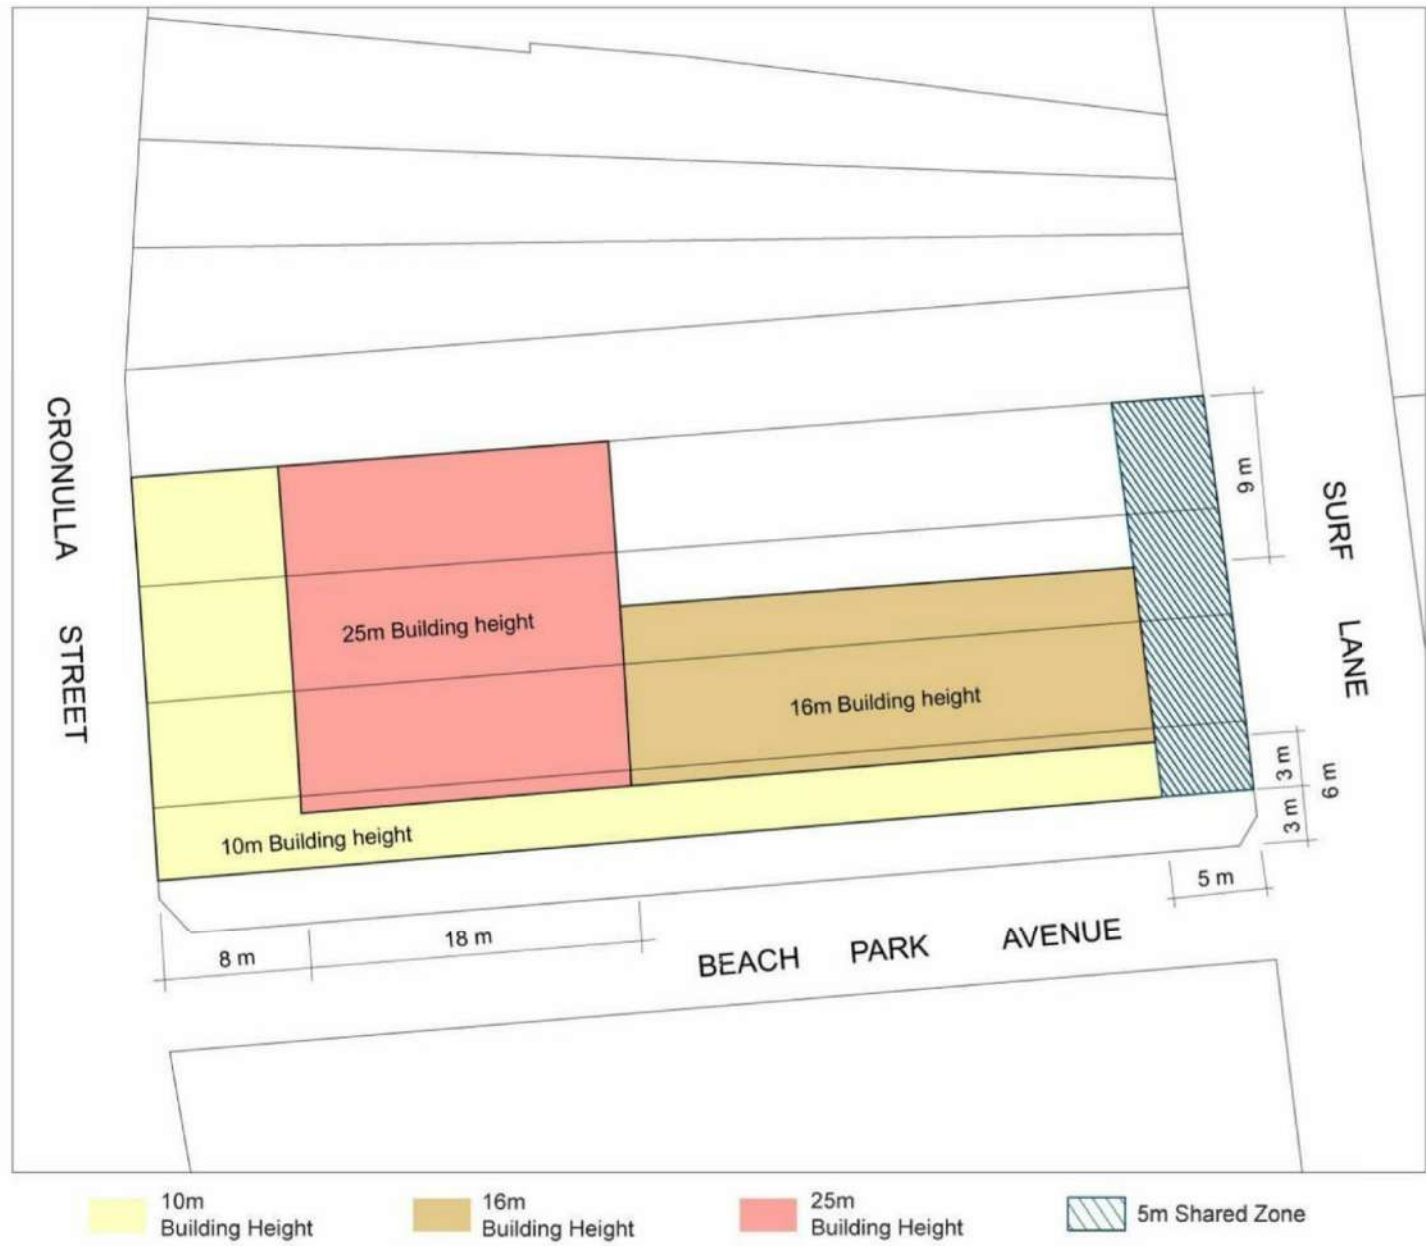 CRONULLA STREET
25m Building height
16m Building height
10m Building height
9 m
SURF LANE
3 m
3 m
6 m
5 m
8 m
18 m
BEACH PARK AVENUE
10m
Building Height
16m
Building Height
25m
Building Height
5m Shared Zone